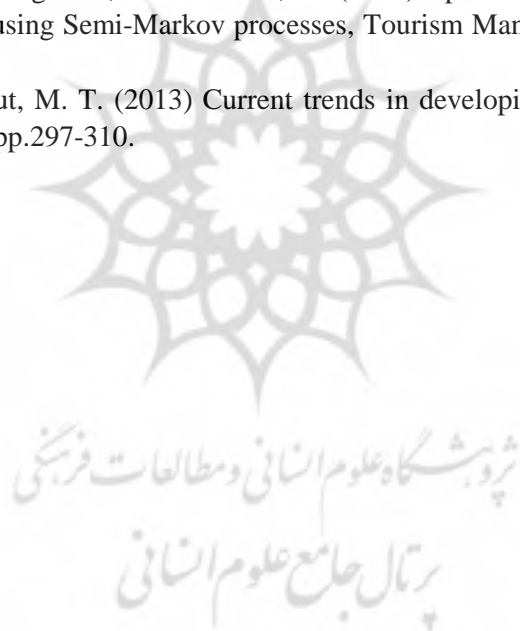 using Semi-Markov processes, Tourism Man
ut, M. T. (2013) Current trends in developi
pp.297-310.
پژوهشگاه علوم انسانی و مطالعات فرهنگی
پرتال جامع علوم انسانی